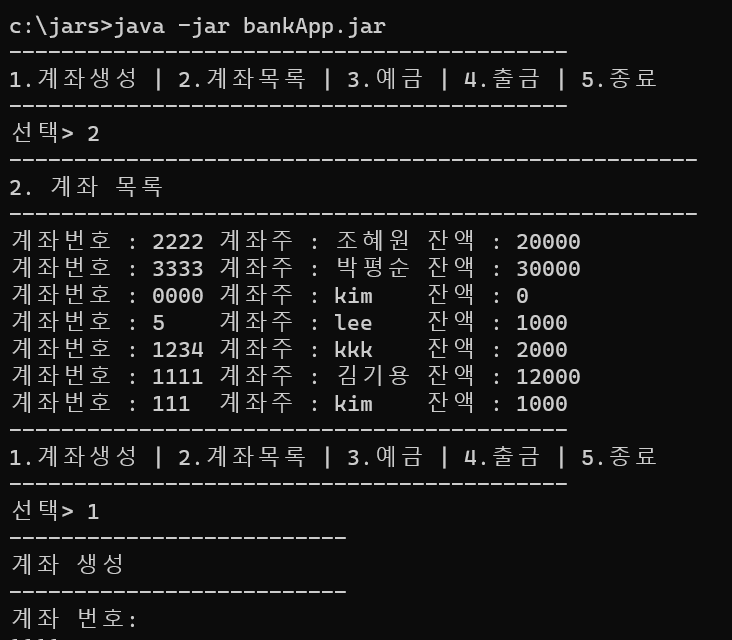 c:\jars>java -jar bankApp.jar
-------------------------------------------
1.계좌생성 | 2.계좌목록 | 3.예금 | 4.출금 | 5.종료
-------------------------------------------
선택> 2
-----------------------------------------------------
2. 계좌 목록
-----------------------------------------------------
계좌번호 : 2222 계좌주 : 조혜원 잔액 : 20000
계좌번호 : 3333 계좌주 : 박평순 잔액 : 30000
계좌번호 : 0000 계좌주 : kim 잔액 : 0
계좌번호 : 5 계좌주 : lee 잔액 : 1000
계좌번호 : 1234 계좌주 : kkk 잔액 : 2000
계좌번호 : 1111 계좌주 : 김기용 잔액 : 12000
계좌번호 : 111 계좌주 : kim 잔액 : 1000
-------------------------------------------
1.계좌생성 | 2.계좌목록 | 3.예금 | 4.출금 | 5.종료
-------------------------------------------
선택> 1
--------------------------
계좌 생성
--------------------------
계좌 번호: